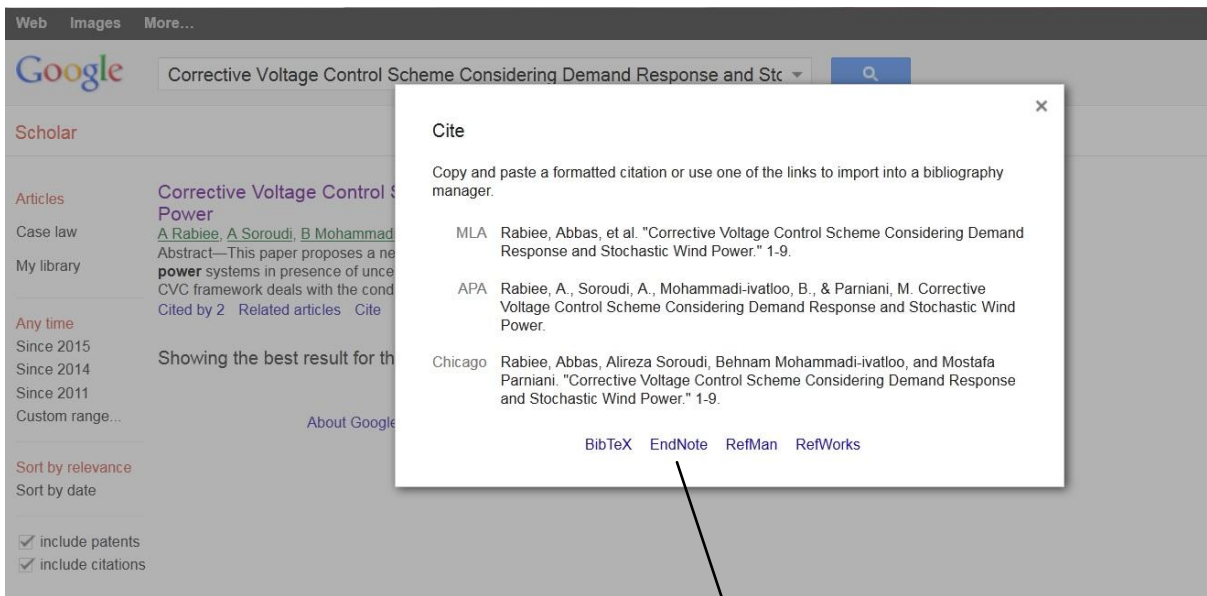 Web Images More...
Google
Corrective Voltage Control Scheme Considering Demand Response and Stc
Scholar
Articles
Case law
My library
Any time
Since 2015
Since 2014
Since 2011
Custom range...
Sort by relevance
Sort by date
include patents
include citations
Corrective Voltage Control S
Power
A Rabiee, A Soroudi, B Mohammad
Abstract—This paper proposes a ne
power systems in presence of unce
CVC framework deals with the cond
Cited by 2 Related articles Cite
Showing the best result for th
About Google
×
Cite
Copy and paste a formatted citation or use one of the links to import into a bibliography
manager.
MLA Rabiee, Abbas, et al. "Corrective Voltage Control Scheme Considering Demand
Response and Stochastic Wind Power." 1-9.
APA Rabiee, A., Soroudi, A., Mohammadi-ivatloo, B., & Parniani, M. Corrective
Voltage Control Scheme Considering Demand Response and Stochastic Wind
Power.
Chicago Rabiee, Abbas, Alireza Soroudi, Behnam Mohammadi-ivatloo, and Mostafa
Parniani. "Corrective Voltage Control Scheme Considering Demand Response
and Stochastic Wind Power." 1-9.
BibTeX EndNote RefMan RefWorks